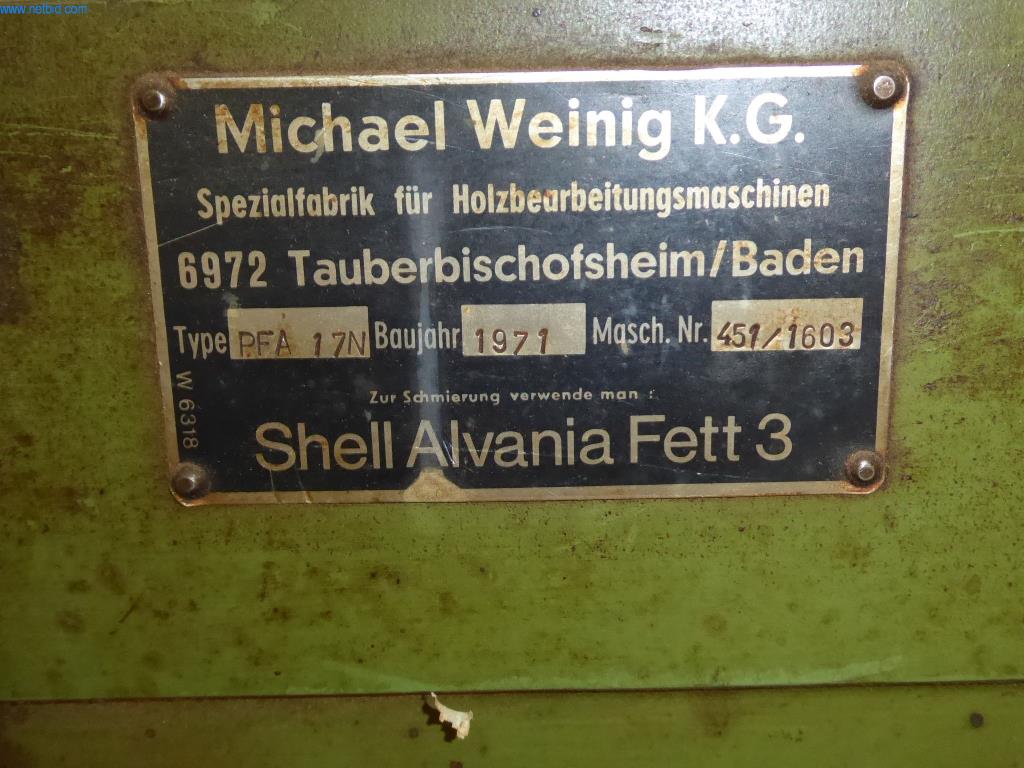 www.netbid.com
Michael Weinig K.G.
Spezialfabrik für Holzbearbeitungsmaschinen
6972 Tauberbischofsheim/Baden
Type PFA 17N Baujahr 1971 Masch. Nr. 451/1603
Zur Schmierung verwende man :
Shell Alvania Fett 3
W 6318